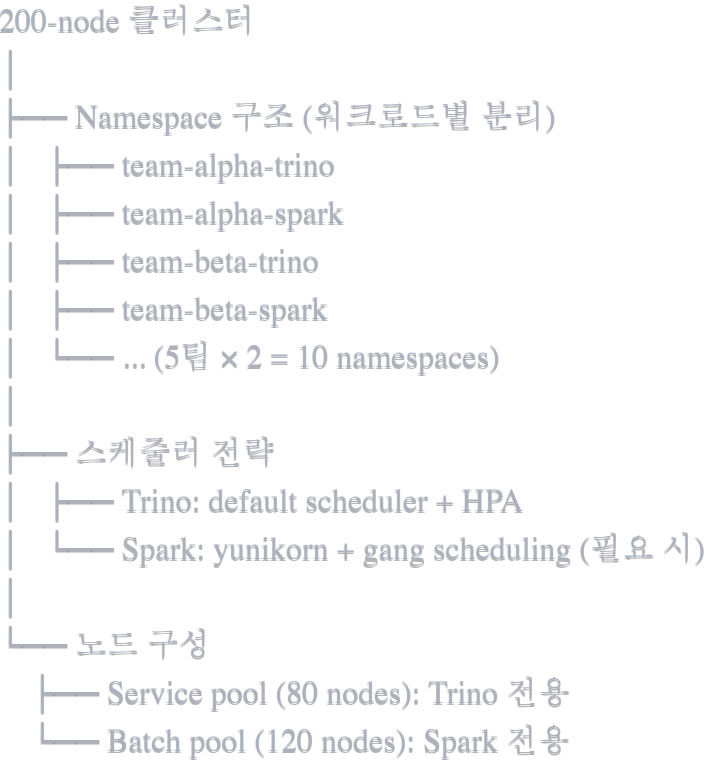 200-node 클러스터
│
├── Namespace 구조 (워크로드별 분리)
│   ├── team-alpha-trino
│   ├── team-alpha-spark
│   ├── team-beta-trino
│   ├── team-beta-spark
│   └── ... (5팀 × 2 = 10 namespaces)
│
├── 스케줄러 전략
│   ├── Trino: default scheduler + HPA
│   └── Spark: yunikorn + gang scheduling (필요 시)
│
└── 노드 구성
    ├── Service pool (80 nodes): Trino 전용
    └── Batch pool (120 nodes): Spark 전용